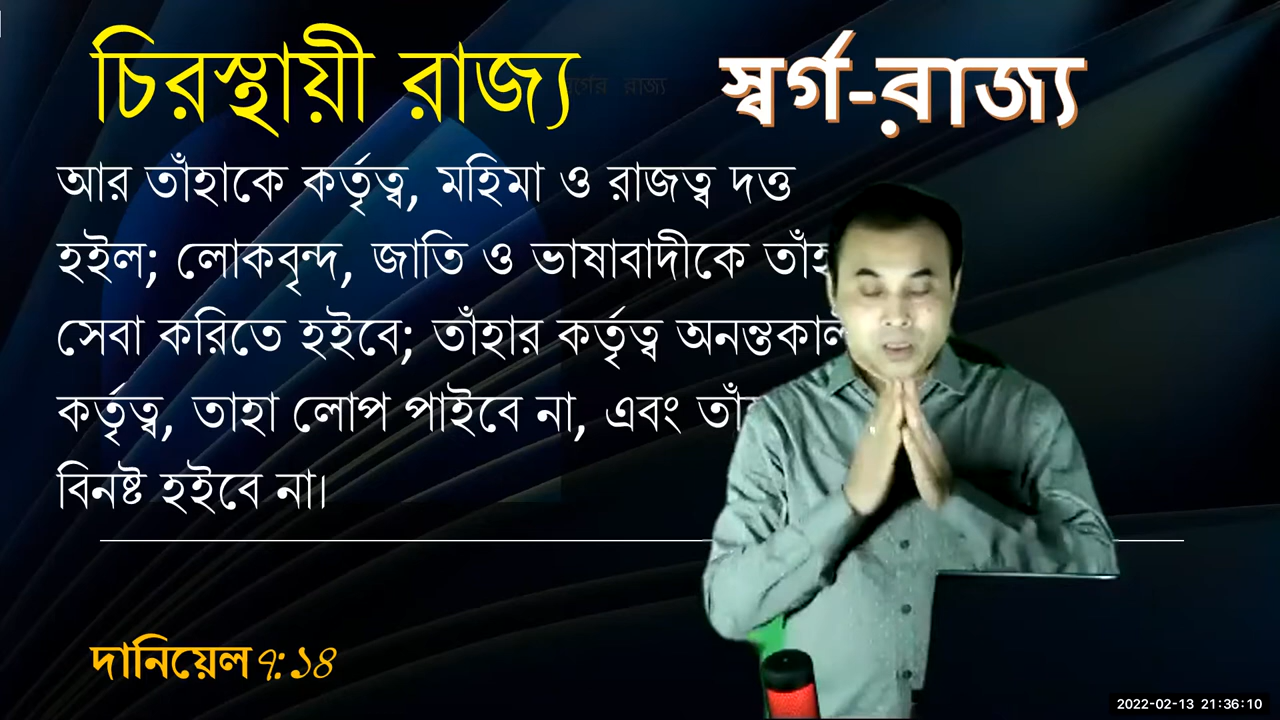 চিরস্থায়ী রাজ্য
স্বর্গ-রাজ্য
আর তাঁহাকে কর্তৃত্ব, মহিমা ও রাজত্ব দত্ত
হইল; লোকবৃন্দ, জাতি ও ভাষাবাদীকে
সেবা করিতে হইবে; তাঁহার কর্তৃত্ব অনন্তকাল
কর্তৃত্ব, তাহা লোপ পাইবে না, এবং
বিনষ্ট হইবে না।
দানিয়েল ৭:১৪
2022-02-13 21:36:10